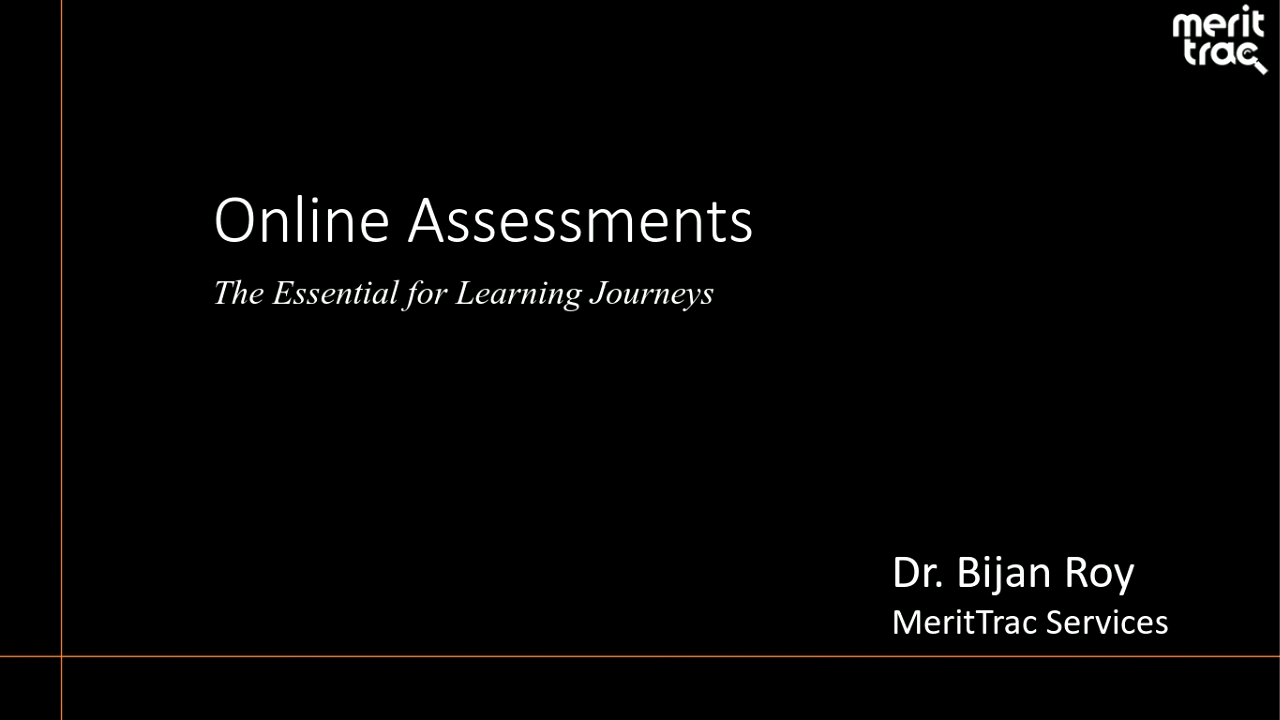 merit
trac
Online Assessments
The Essential for Learning Journeys
Dr. Bijan Roy
MeritTrac Services